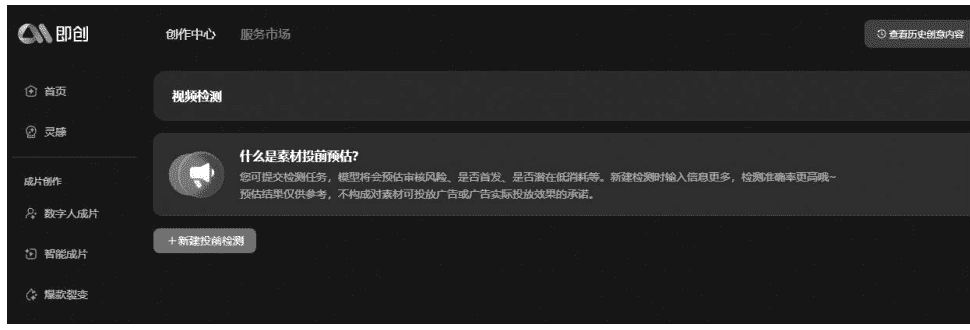 即创
创作中心
服务市场
查看历史创意内容
首页
灵感
成片创作
数字人成片
智能成片
爆款裂变
视频检测
什么是素材投前预估?
您可提交检测任务，模型将会预估审核风险、是否首发、是否潜在低消耗等。新建检测时输入信息更多，检测准确率更高哦~
预估结果仅供参考，不构成对素材可投放广告或广告实际投放效果的承诺。
+新建投前检测